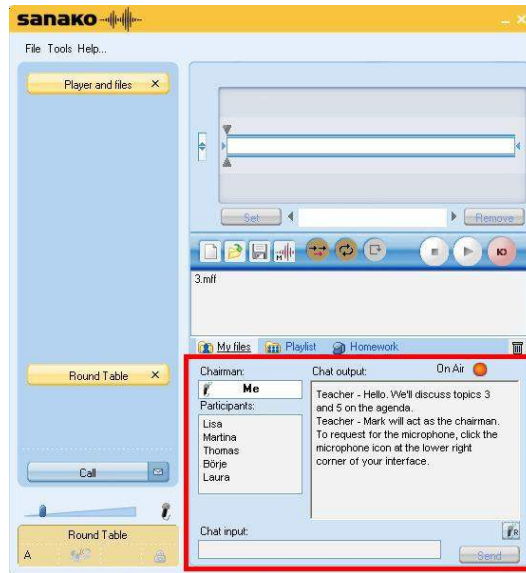 sanako
File Tools Help...
Player and files
Set
Remove
3.mff
My files Playlist Homework
Round Table
Call
Round Table
A
Chairman:
Me
Participants:
Lisa
Martina
Thomas
Börje
Laura
Chat output:
On Air
Teacher - Hello. We'll discuss topics 3
and 5 on the agenda.
Teacher - Mark will act as the chairman.
To request for the microphone, click the
microphone icon at the lower right
corner of your interface.
Chat input:
R
Send